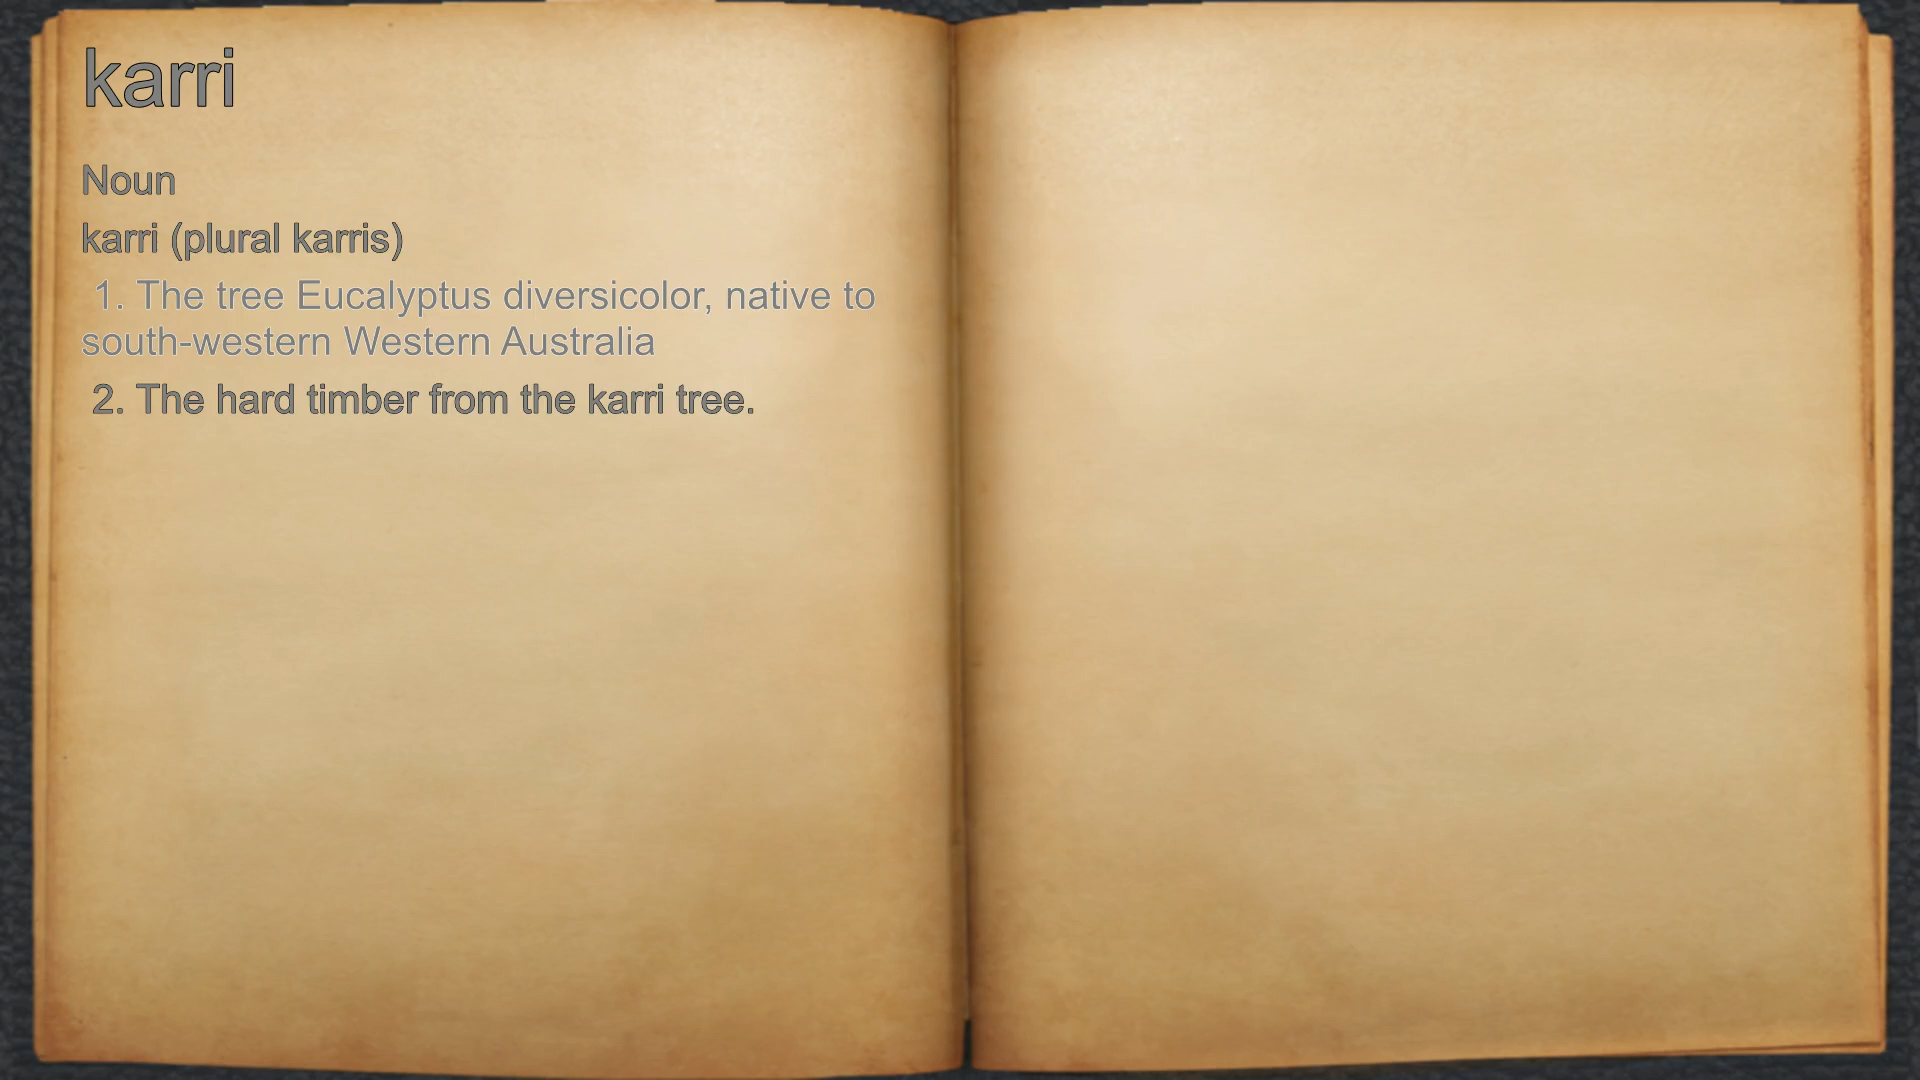 karri
Noun
karri (plural karris)
1. The tree Eucalyptus diversicolor, native to
south-western Western Australia
2. The hard timber from the karri tree.